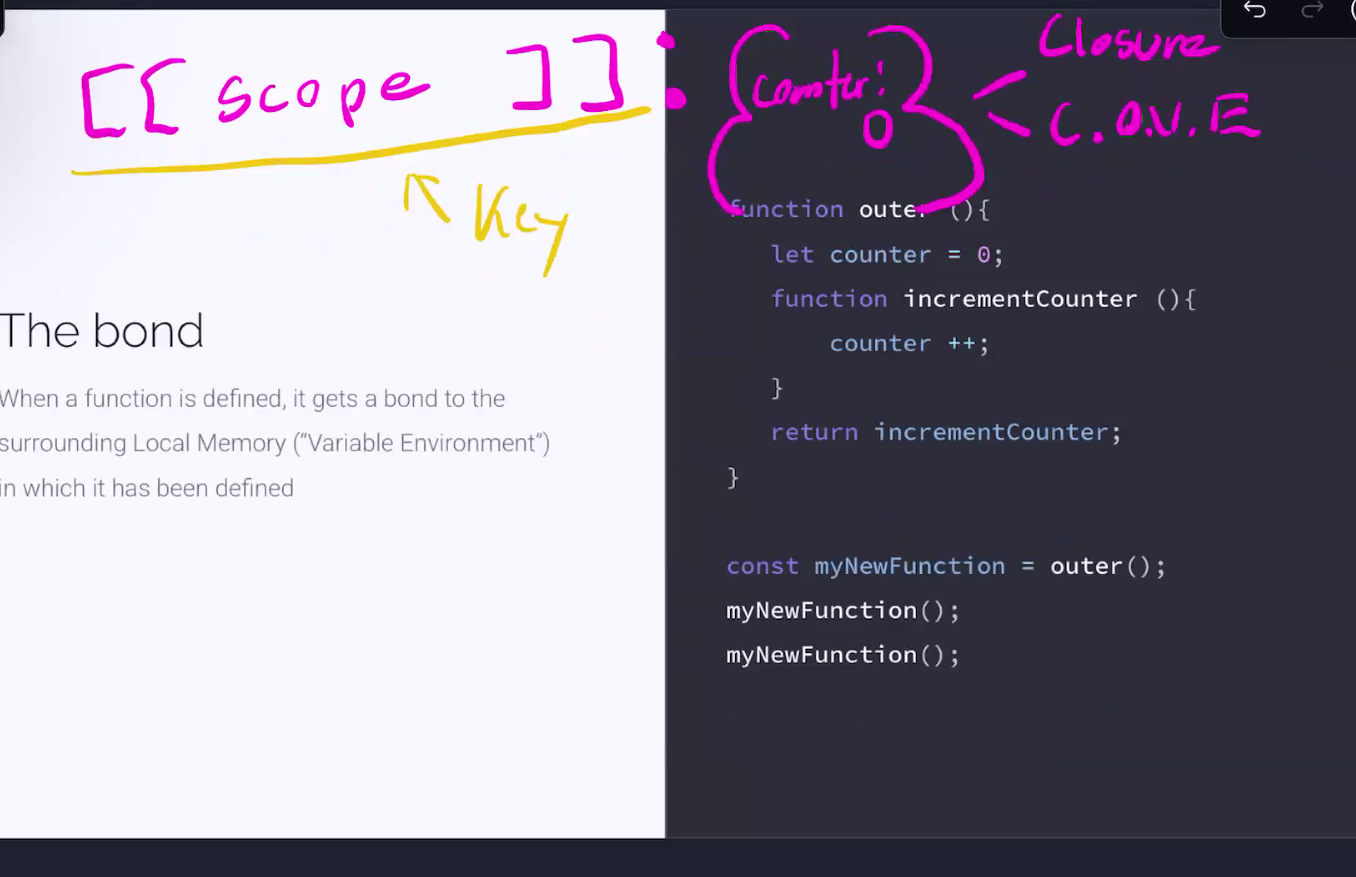 [[ scope ]] : { counter: 0 }
Closure
C.O.V.E
Key
The bond
When a function is defined, it gets a bond to the
surrounding Local Memory (“Variable Environment”)
in which it has been defined
function outer (){
let counter = 0;
function incrementCounter (){
counter ++;
}
return incrementCounter;
}
const myNewFunction = outer();
myNewFunction();
myNewFunction();